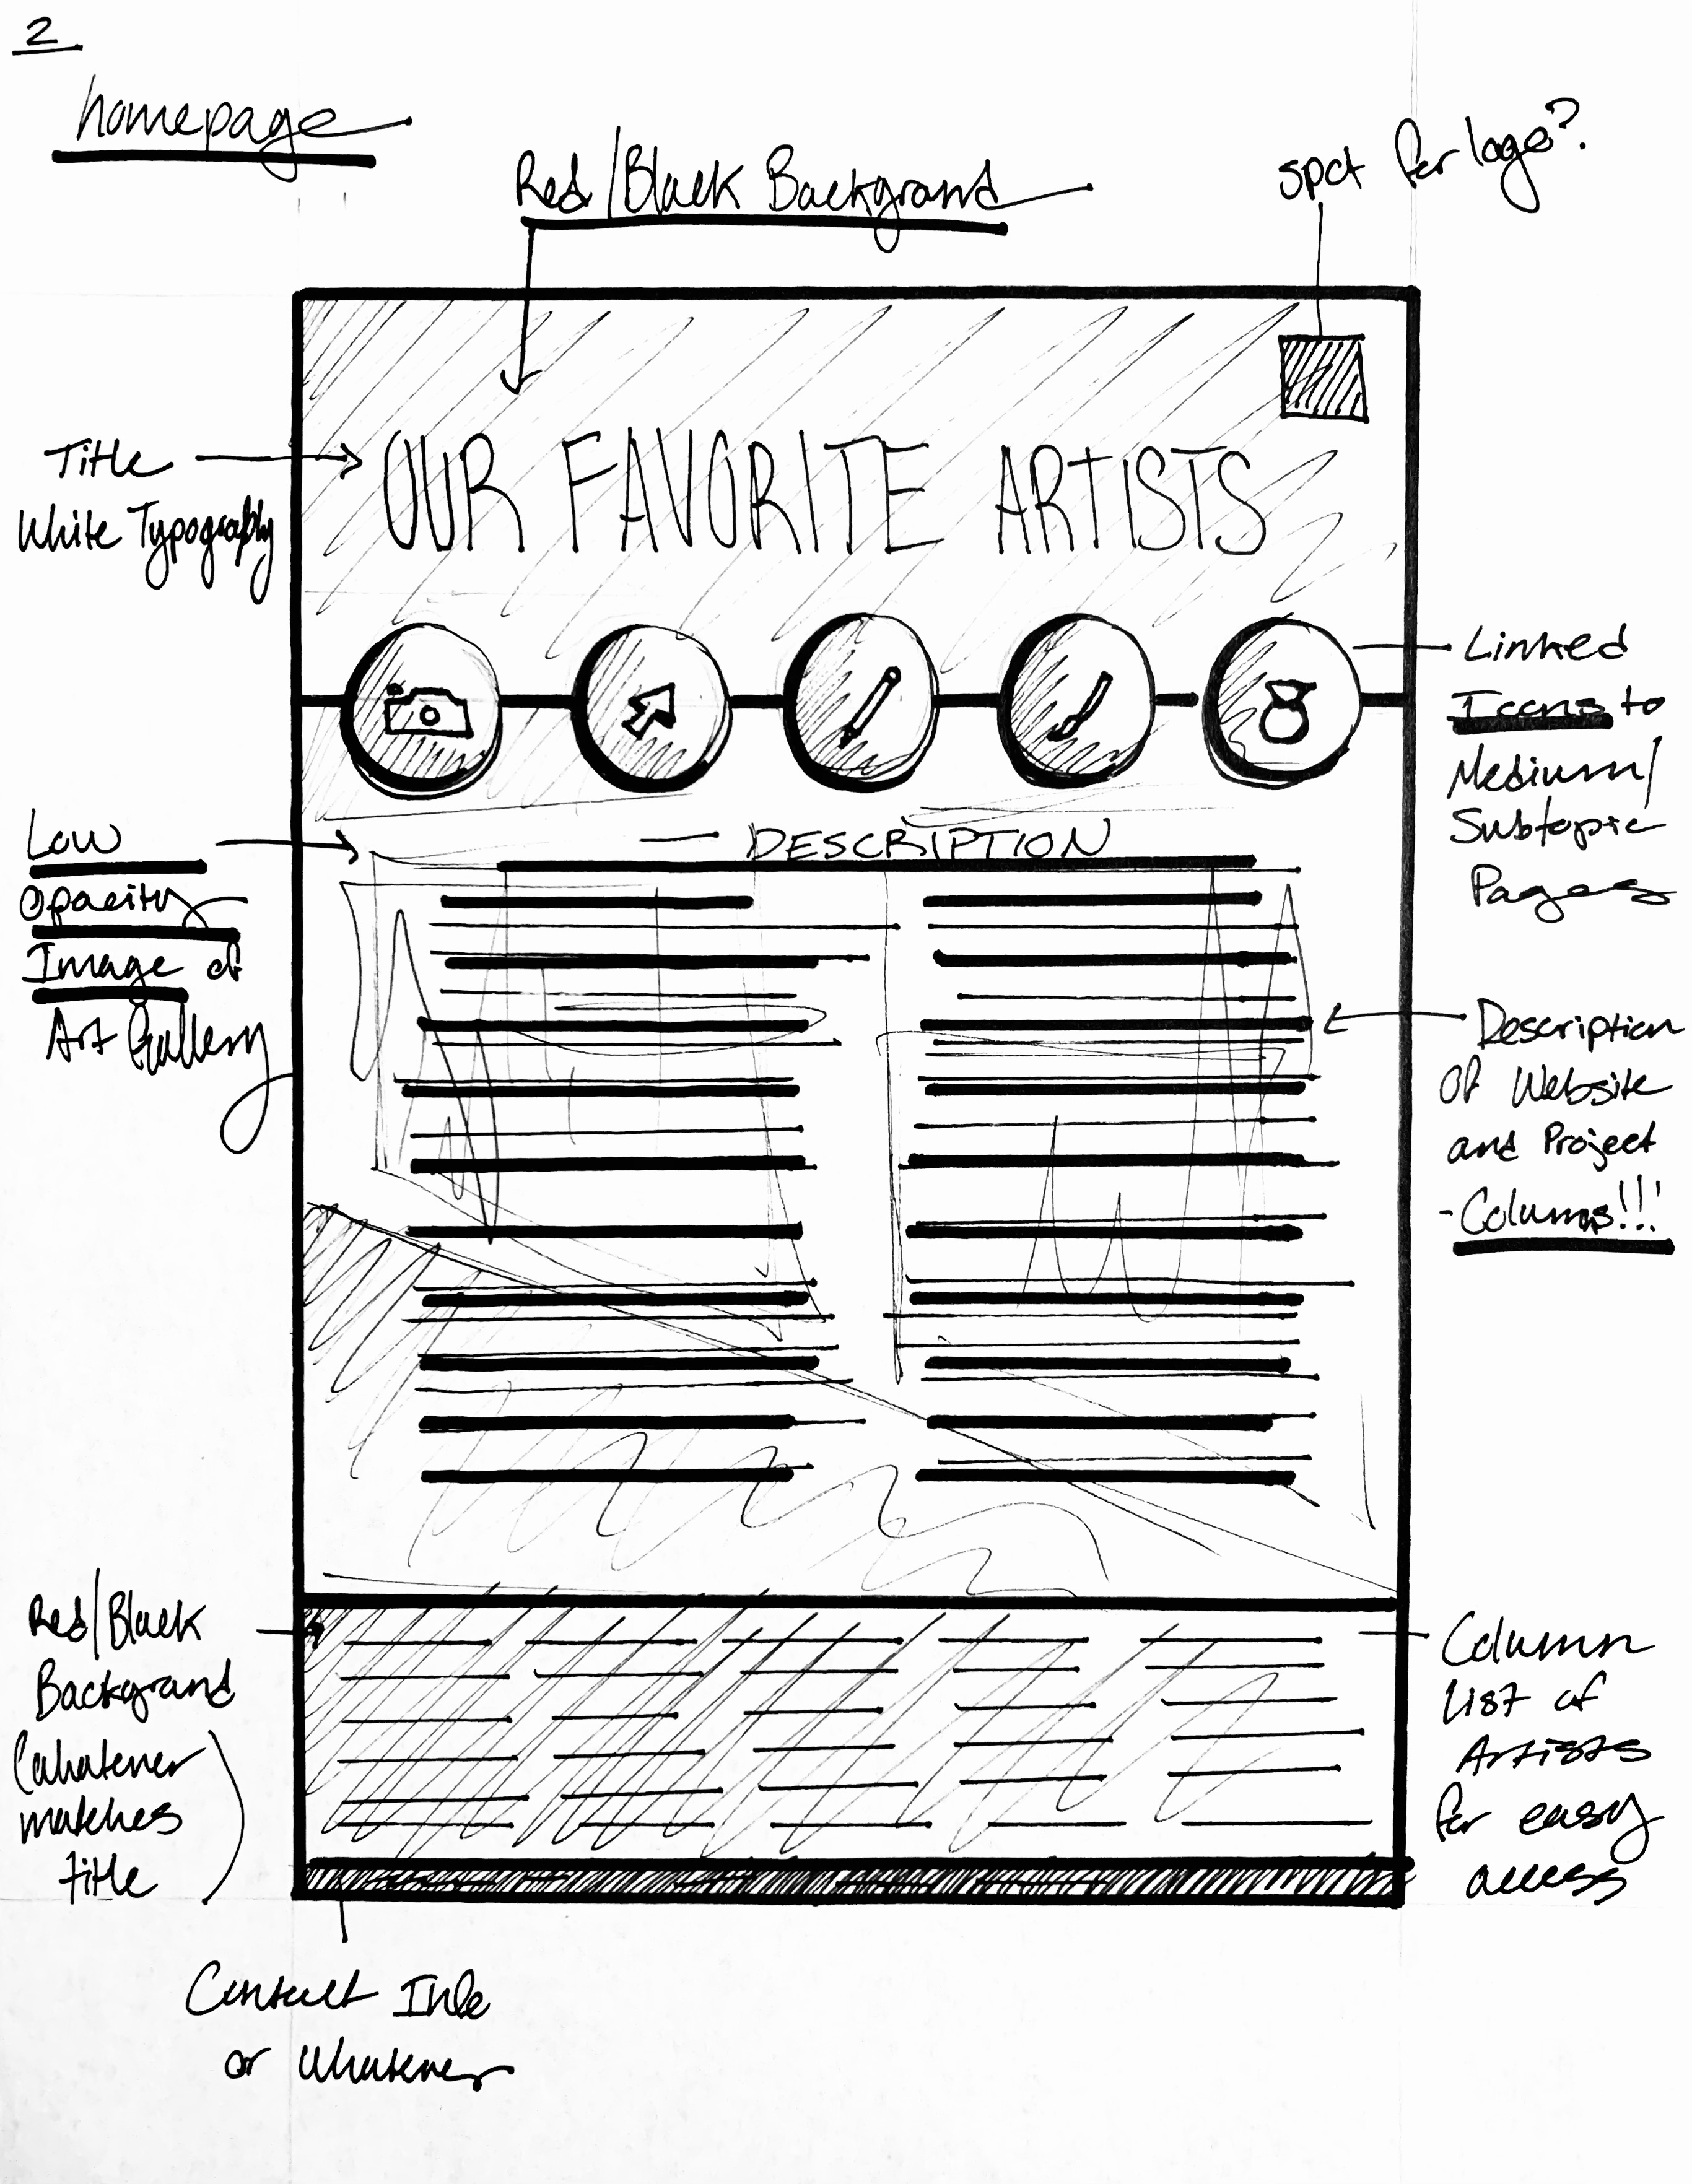 2
homepage
Red/Black Background
spot for logo?
Title
White Typography
OUR FAVORITE ARTISTS
Linked
Icons to
Medium/
Subtopic
Pages
Low
Opacity
Image of
Art Gallery
— DESCRIPTION
Description
Of Website
and Project
- Columns!!!
Red/Black
Background
(whatever
matches
title)
Column
List of
Artists
for easy
access
Contact Info
or Whatever